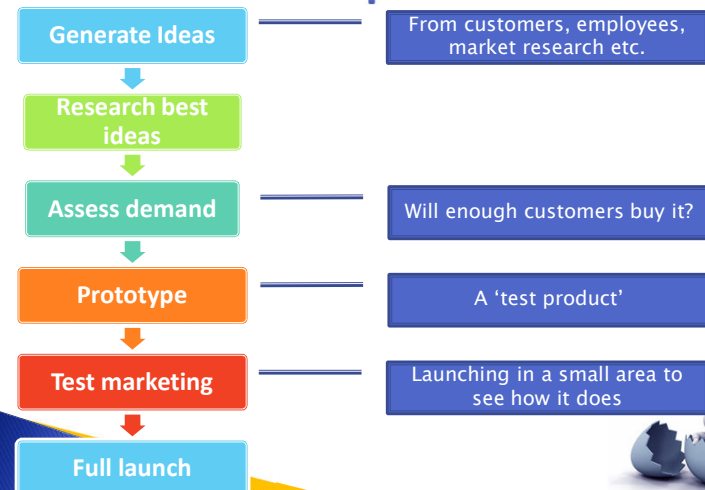 Generate Ideas
From customers, employees,
market research etc.
Research best
ideas
Assess demand
Will enough customers buy it?
Prototype
A ‘test product’
Test marketing
Launching in a small area to
see how it does
Full launch